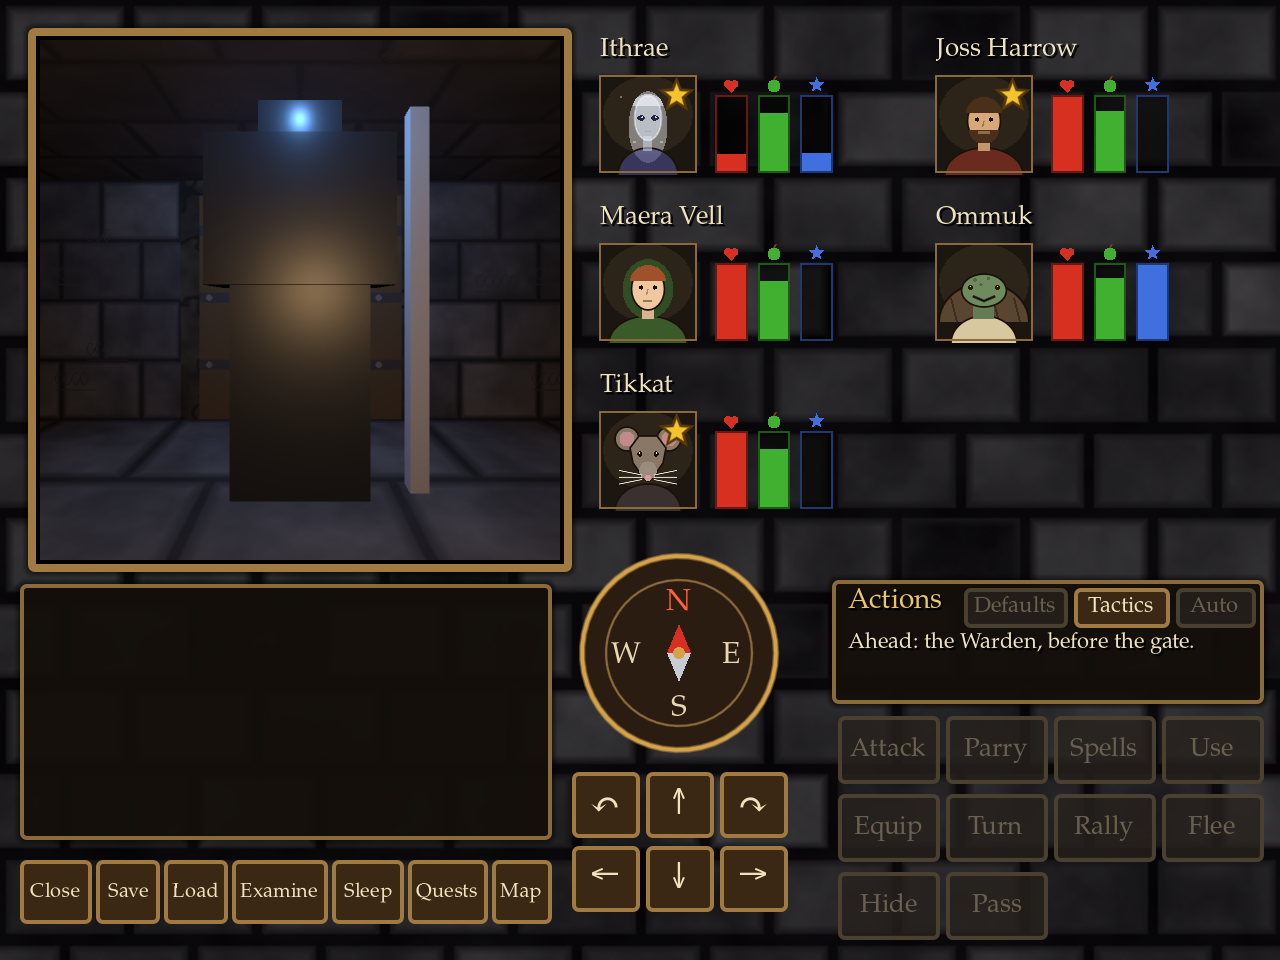 Ithrae
Joss Harrow
Maera Vell
Ommuk
Tikkat
N
W
E
S
Actions
Defaults
Tactics
Auto
Ahead: the Warden, before the gate.
Attack
Parry
Spells
Use
Equip
Turn
Rally
Flee
Hide
Pass
Close
Save
Load
Examine
Sleep
Quests
Map